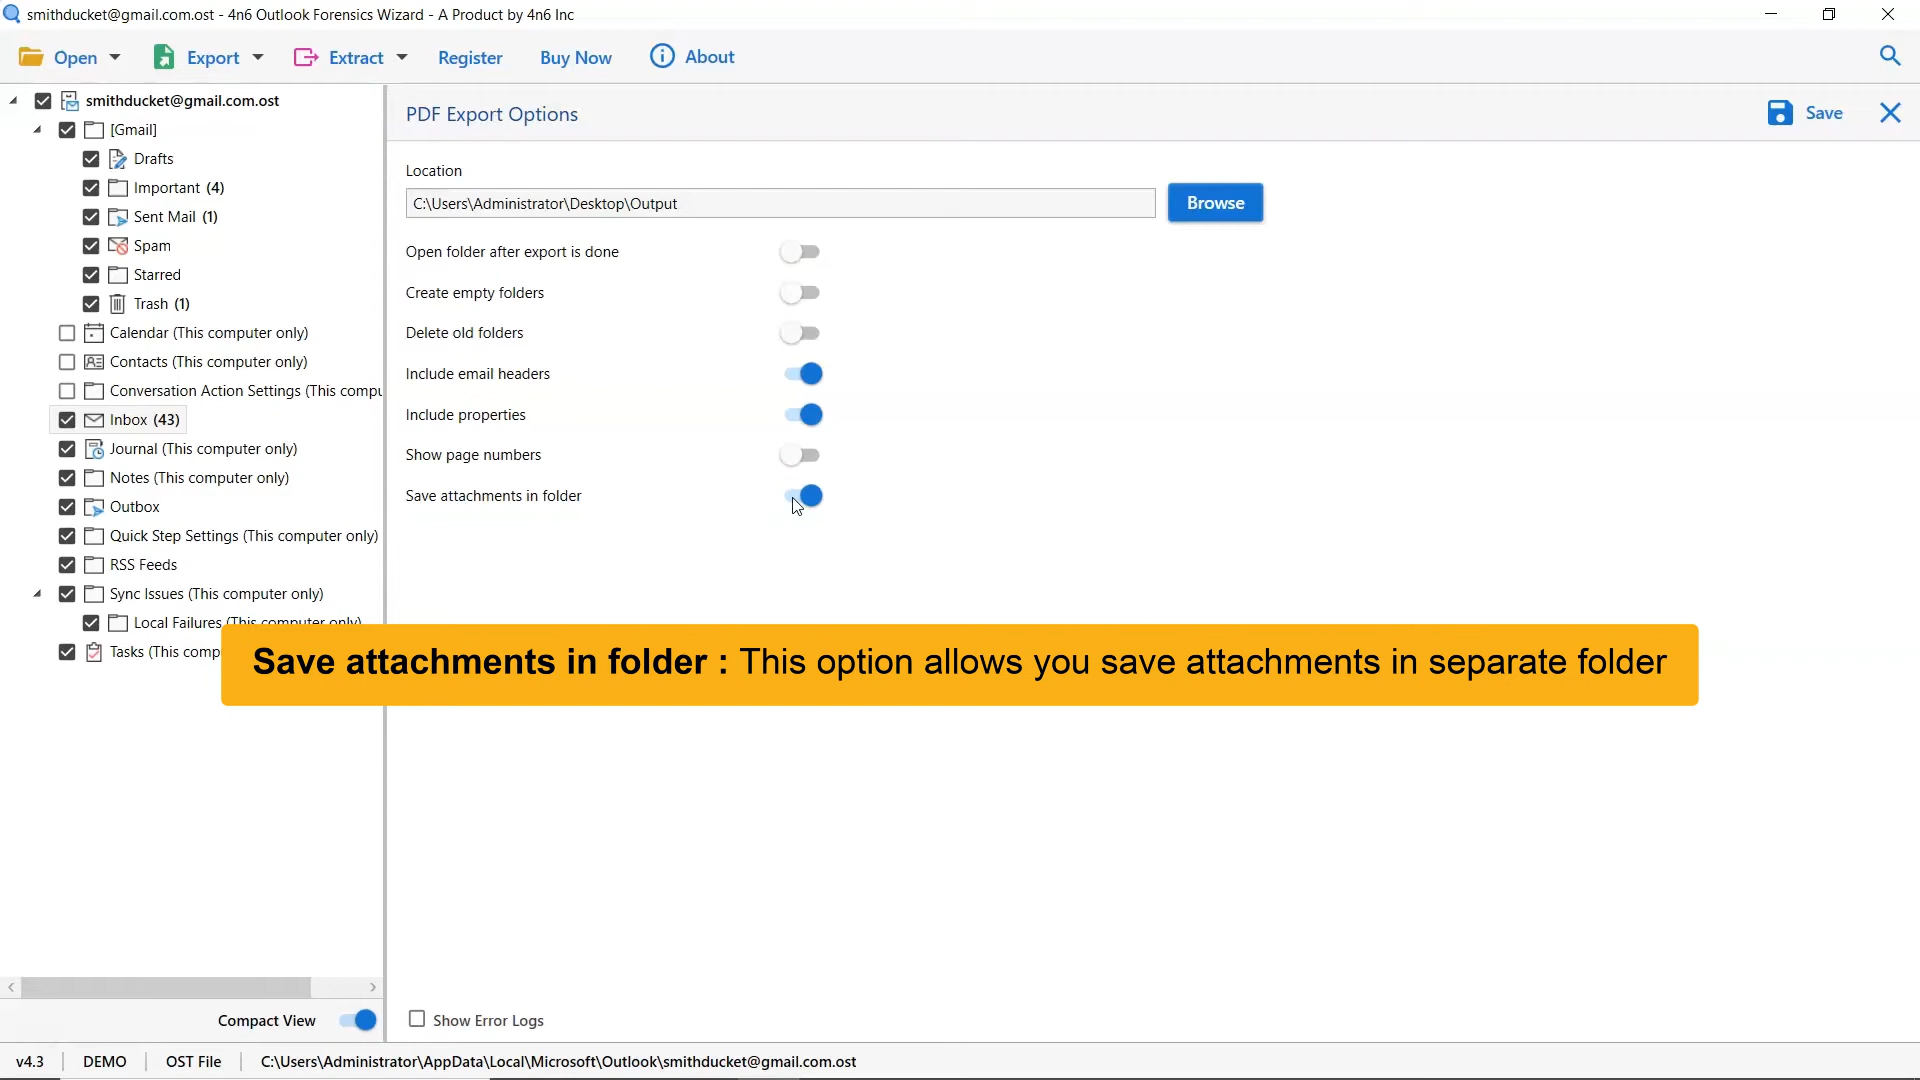 smithducket@gmail.com.ost - 4n6 Outlook Forensics Wizard - A Product by 4n6 Inc
Open Export Extract Register Buy Now About
smithducket@gmail.com.ost
[Gmail]
Drafts
Important (4)
Sent Mail (1)
Spam
Starred
Trash (1)
Calendar (This computer only)
Contacts (This computer only)
Conversation Action Settings (This compu
Inbox (43)
Journal (This computer only)
Notes (This computer only)
Outbox
Quick Step Settings (This computer only)
RSS Feeds
Sync Issues (This computer only)
Local Failures (This computer only)
Tasks (This comp
Compact View
PDF Export Options
Save
Location
C:\Users\Administrator\Desktop\Output
Browse
Open folder after export is done
Create empty folders
Delete old folders
Include email headers
Include properties
Show page numbers
Save attachments in folder
Save attachments in folder : This option allows you save attachments in separate folder
Show Error Logs
v4.3 DEMO OST File C:\Users\Administrator\AppData\Local\Microsoft\Outlook\smithducket@gmail.com.ost